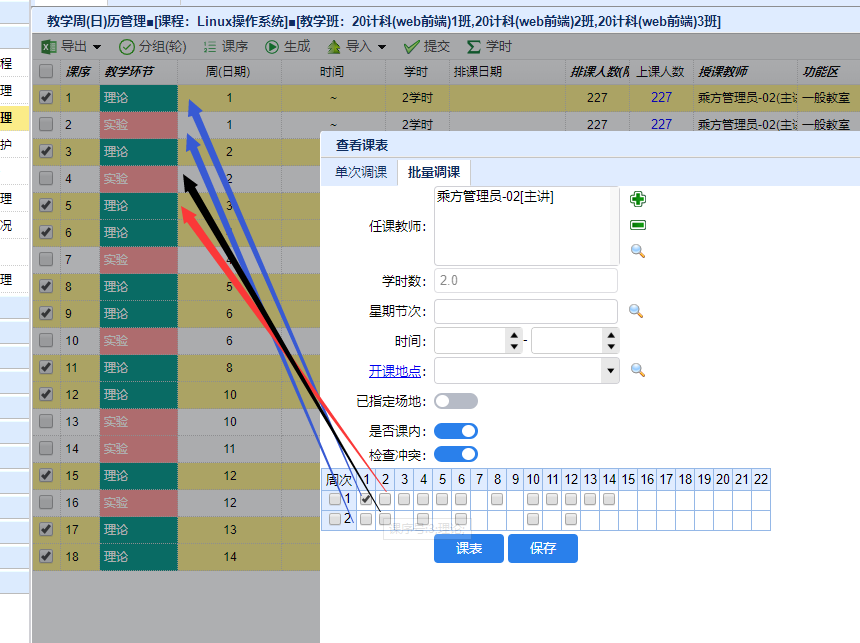 教学周(日)历管理■[课程：Linux操作系统]■[教学班：20计科(web前端)1班,20计科(web前端)2班,20计科(web前端)3班]
导出 分组(轮) 课序 生成 导入 提交 学时
课序 教学环节 周(日期) 时间 学时 排课日期 排课人数 上课人数 授课教师 功能区
程
理
理
护
理
况
理
1 理论 1 ~ 2学时 227 227 乘方管理员-02(主讲 一般教室
2 实验 1 ~ 2学时 227 227 乘方管理员-02(主讲 一般教室
3 理论 2
4 实验 2
5 理论 3
6 理论
7 实验
8 理论 5
9 理论 6
10 实验 6
11 理论 8
12 理论 10
13 实验 10
14 实验 11
15 理论 12
16 实验 12
17 理论 13
18 理论 14
查看课表
单次调课 批量调课
任课教师: 乘方管理员-02[主讲]
学时数: 2.0
星期节次:
时间: -
开课地点:
已指定场地:
是否课内:
检查冲突:
周次 1 2 3 4 5 6 7 8 9 10 11 12 13 14 15 16 17 18 19 20 21 22
1
2
课表 保存